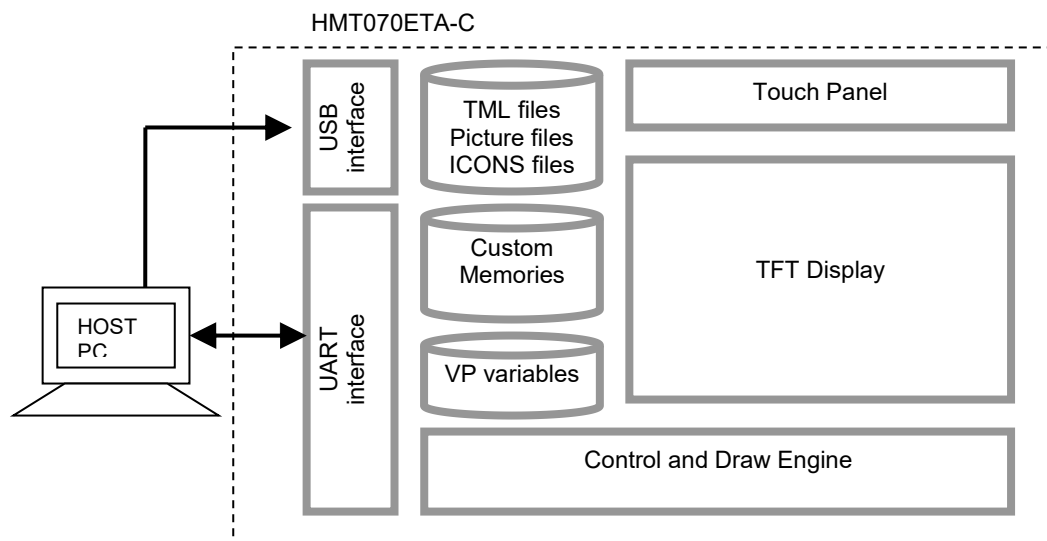 HMT070ETA-C
USB
interface
TML files
Picture files
ICONS files
Touch Panel
Custom
Memories
TFT Display
HOST
PC
UART
interface
VP variables
Control and Draw Engine